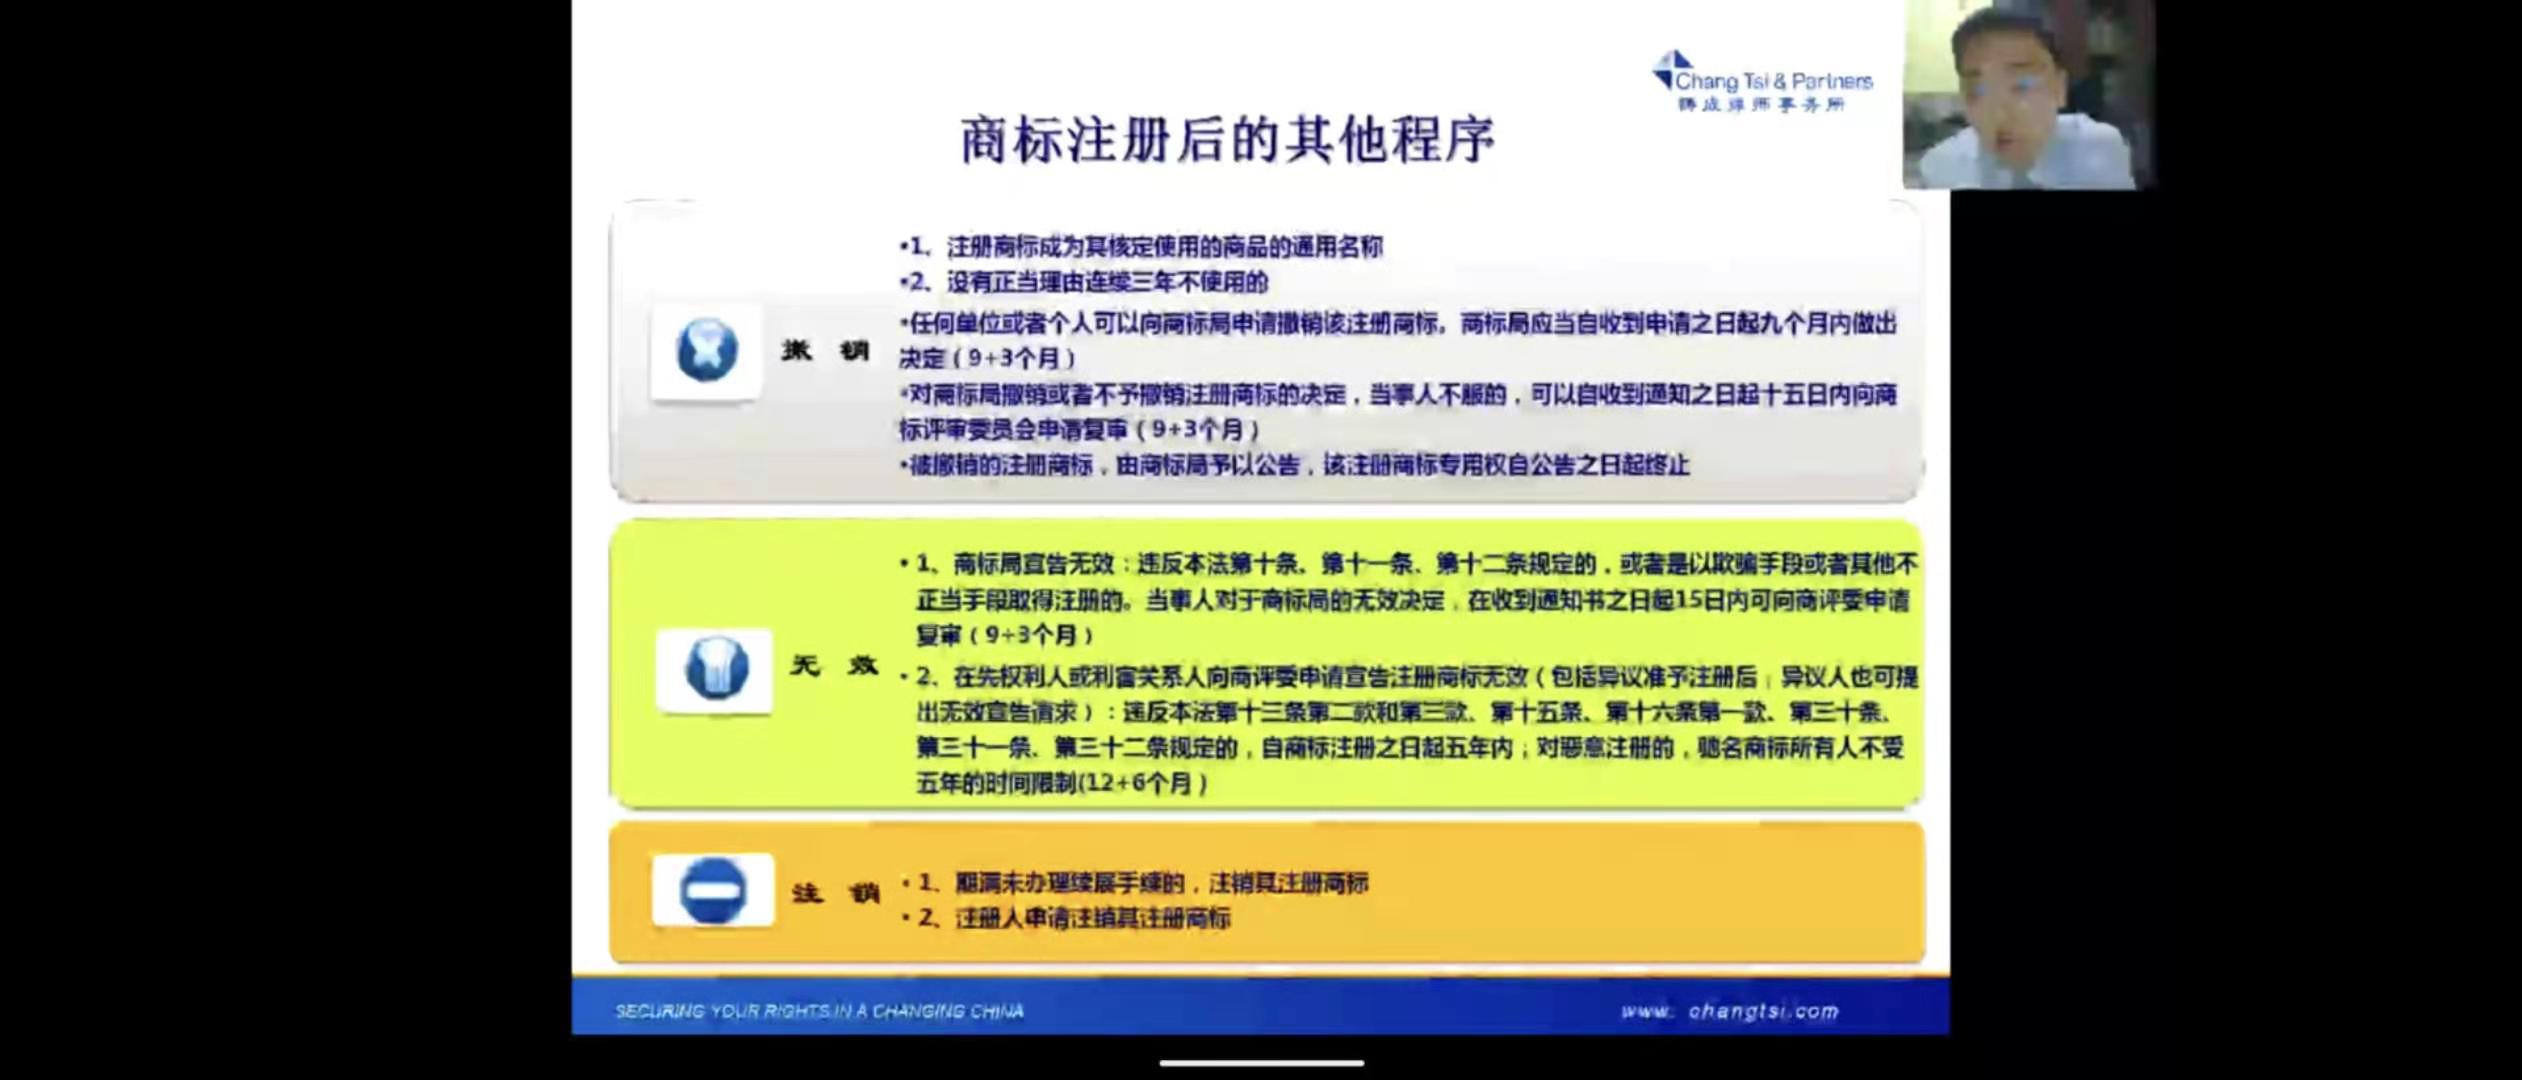 Chang Tsi & Partners
律师事务所
商标注册后的其他程序
•1、注册商标成为其核定使用的商品的通用名称
•2、没有正当理由连续三年不使用的
•任何单位或者个人可以向商标局申请撤销该注册商标。商标局应当自收到申请之日起九个月内做出
决定（9+3个月）
撤 销
•对商标局撤销或者不予撤销注册商标的决定，当事人不服的，可以自收到通知之日起十五日内向商
标评审委员会申请复审（9+3个月）
•被撤销的注册商标，由商标局予以公告，该注册商标专用权自公告之日起终止
• 1、商标局宣告无效：违反本法第十条、第十一条、第十二条规定的，或者是以欺骗手段或者其他不
正当手段取得注册的。当事人对于商标局的无效决定，在收到通知书之日起15日内可向商评委申请
复审（9+3个月）
无 效
• 2、在先权利人或利害关系人向商评委申请宣告注册商标无效（包括异议准予注册后，异议人也可提
出无效宣告请求）：违反本法第十三条第二款和第三款、第十五条、第十六条第一款、第三十条、
第三十一条、第三十二条规定的，自商标注册之日起五年内；对恶意注册的，驰名商标所有人不受
五年的时间限制(12+6个月）
注 销
• 1、期满未办理续展手续的，注销其注册商标
• 2、注册人申请注销其注册商标
SECURING YOUR RIGHTS IN A CHANGING CHINA
www. changtsi.com